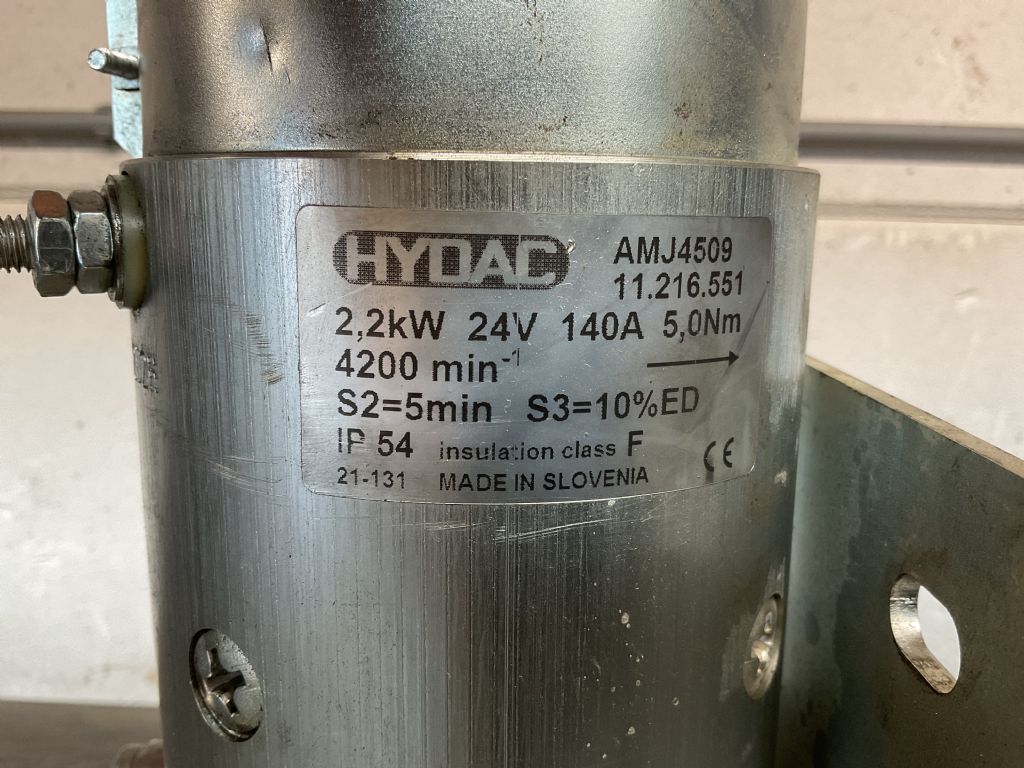 HYDAC AMJ4509
11.216.551
2,2kW 24V 140A 5,0Nm
4200 min⁻¹
S2=5min S3=10%ED
IP 54 insulation class F
21-131 MADE IN SLOVENIA CE